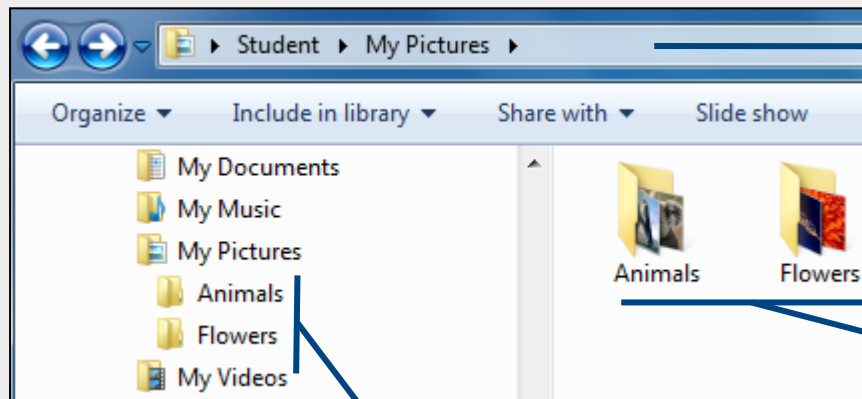 Student My Pictures
Organize Include in library Share with Slide show
My Documents
My Music
My Pictures
Animals
Flowers
My Videos
Animals Flowers